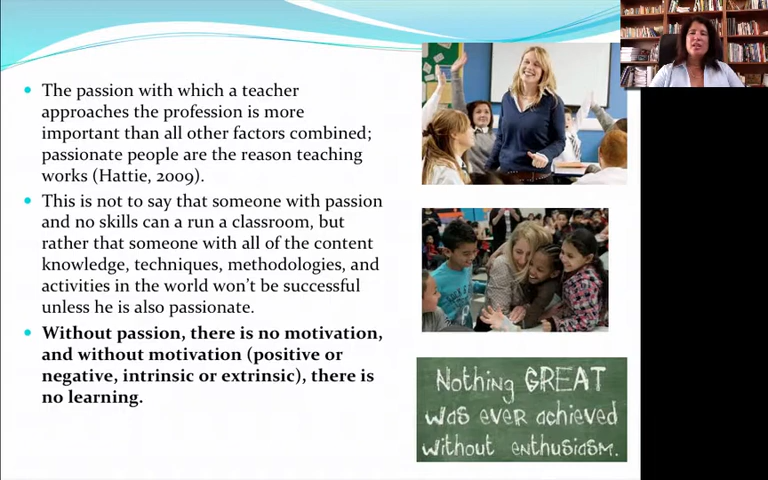 The passion with which a teacher
approaches the profession is more
important than all other factors combined;
passionate people are the reason teaching
works (Hattie, 2009).
This is not to say that someone with passion
and no skills can a run a classroom, but
rather that someone with all of the content
knowledge, techniques, methodologies, and
activities in the world won't be successful
unless he is also passionate.
Without passion, there is no motivation,
and without motivation (positive or
negative, intrinsic or extrinsic), there is
no learning.
Nothing GREAT
was ever achieved
without enthusiasm.